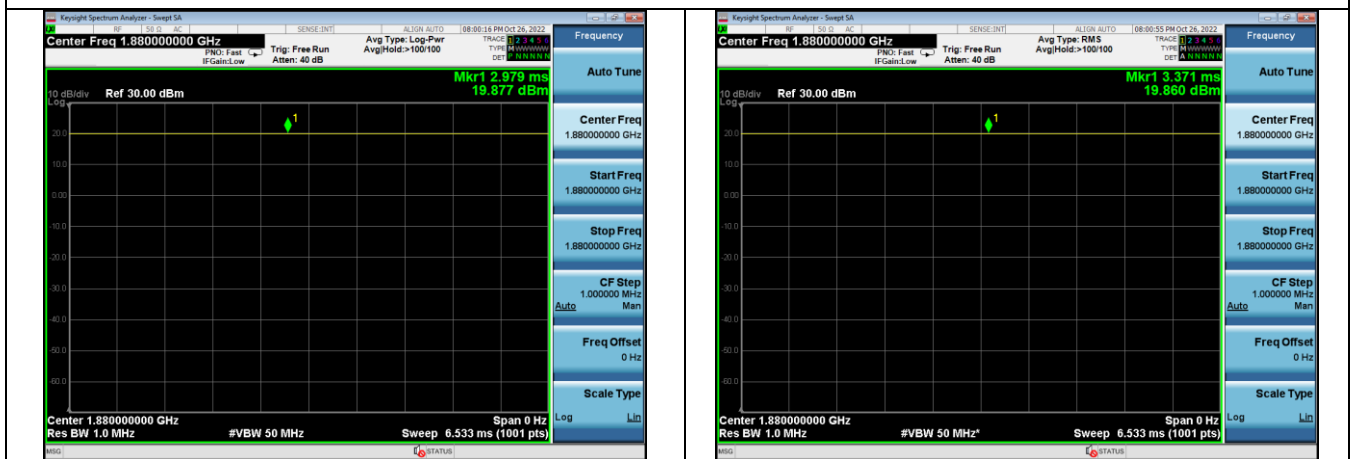 Keysight Spectrum Analyzer - Swept SA
RF 50 Ω AC SENSE:INT ALIGN AUTO 08:00:16 PM Oct 26, 2022
Center Freq 1.880000000 GHz
PNO: Fast
IFGain:Low
Trig: Free Run
Atten: 40 dB
Avg Type: Log-Pwr
Avg|Hold:>100/100
TRACE 1 2 3 4 5 6
TYPE M WWWWW
DET P NNNNN
Mkr1 2.979 ms
19.877 dBm
10 dB/div Ref 30.00 dBm
Log
1
20.0
10.0
0.00
-10.0
-20.0
-30.0
-40.0
-50.0
-60.0
Center 1.880000000 GHz Span 0 Hz
Res BW 1.0 MHz #VBW 50 MHz Sweep 6.533 ms (1001 pts)
MSG STATUS
Frequency
Auto Tune
Center Freq
1.880000000 GHz
Start Freq
1.880000000 GHz
Stop Freq
1.880000000 GHz
CF Step
1.000000 MHz
Auto Man
Freq Offset
0 Hz
Scale Type
Log Lin
Keysight Spectrum Analyzer - Swept SA
RF 50 Ω AC SENSE:INT ALIGN AUTO 08:00:55 PM Oct 26, 2022
Center Freq 1.880000000 GHz
PNO: Fast
IFGain:Low
Trig: Free Run
Atten: 40 dB
Avg Type: RMS
Avg|Hold:>100/100
TRACE 1 2 3 4 5 6
TYPE M WWWWW
DET A NNNNN
Mkr1 3.371 ms
19.860 dBm
10 dB/div Ref 30.00 dBm
Log
1
20.0
10.0
0.00
-10.0
-20.0
-30.0
-40.0
-50.0
-60.0
Center 1.880000000 GHz Span 0 Hz
Res BW 1.0 MHz #VBW 50 MHz* Sweep 6.533 ms (1001 pts)
MSG STATUS
Frequency
Auto Tune
Center Freq
1.880000000 GHz
Start Freq
1.880000000 GHz
Stop Freq
1.880000000 GHz
CF Step
1.000000 MHz
Auto Man
Freq Offset
0 Hz
Scale Type
Log Lin